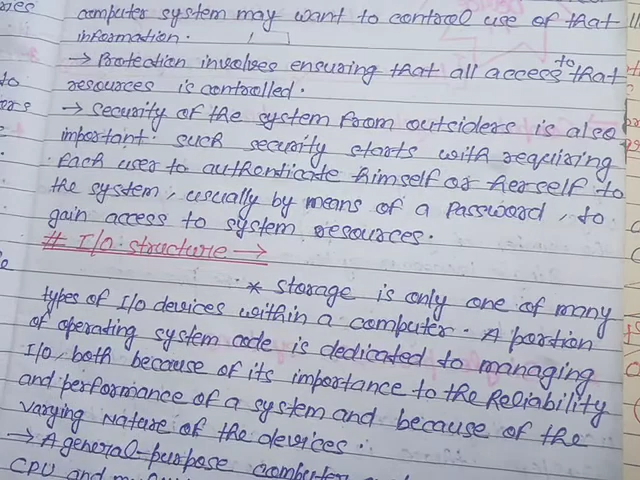 computer system may want to control use of that
information.
→ Protection involves ensuring that all access to that
resources is controlled.
→ security of the system from outsiders is also
important. such security starts with requiring
each user to authenticate himself or herself to
the system, usually by means of a password, to
gain access to system resources.
# I/o structure →
* storage is only one of many
types of I/o devices within a computer. A portion
of operating system code is dedicated to managing
I/o, both because of its importance to the Reliability
and performance of a system and because of the
varying Nature of the devices.
→ A general-purpose computer
CPU and